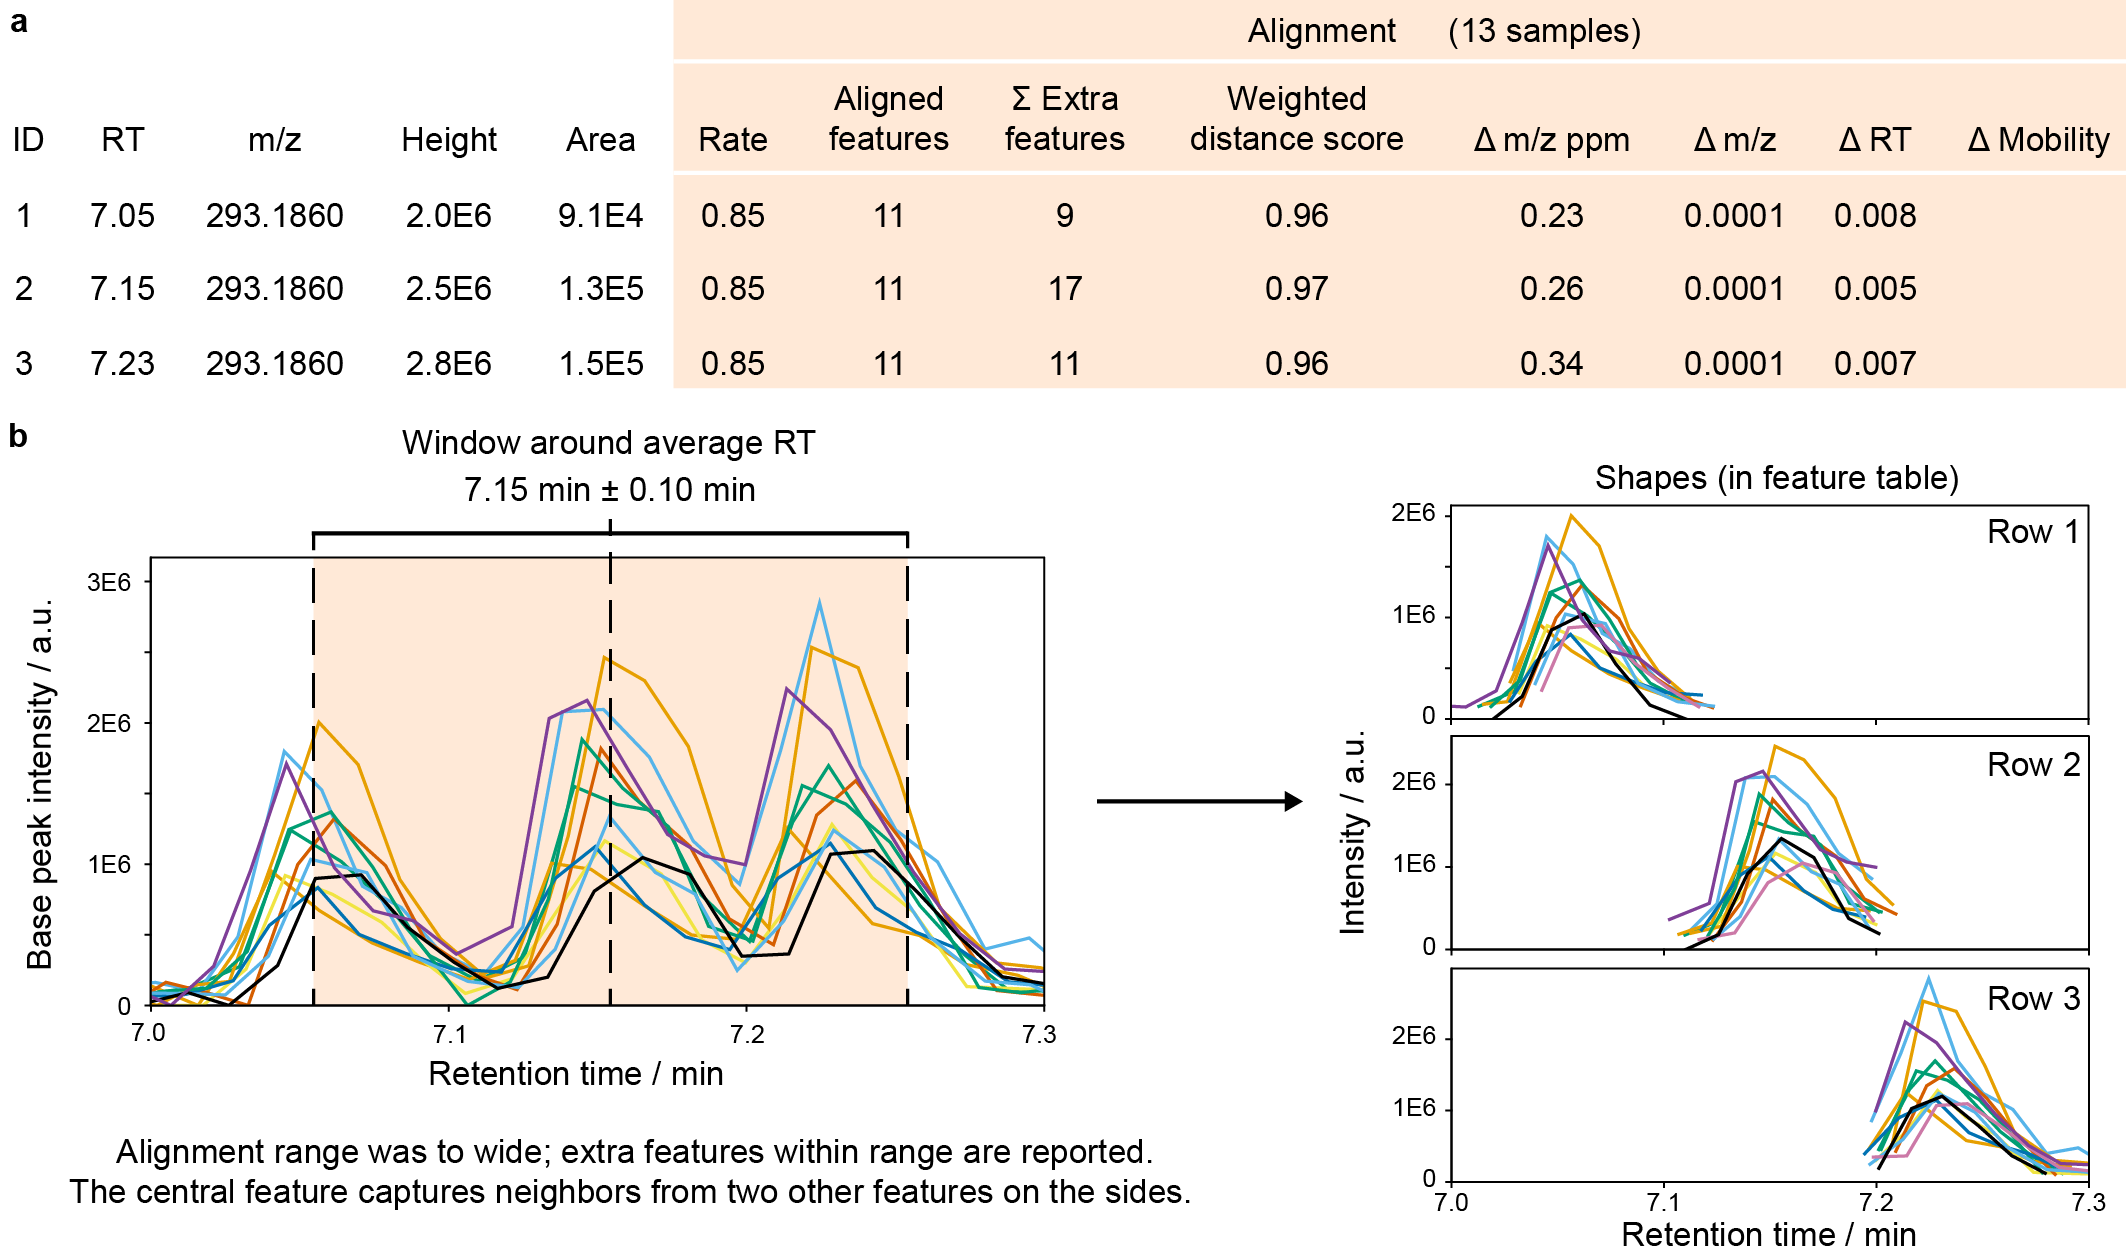 a
Alignment (13 samples)
ID RT m/z Height Area Rate Aligned features Σ Extra features Weighted distance score Δ m/z ppm Δ m/z Δ RT Δ Mobility
1 7.05 293.1860 2.0E6 9.1E4 0.85 11 9 0.96 0.23 0.0001 0.008
2 7.15 293.1860 2.5E6 1.3E5 0.85 11 17 0.97 0.26 0.0001 0.005
3 7.23 293.1860 2.8E6 1.5E5 0.85 11 11 0.96 0.34 0.0001 0.007
b
Window around average RT
7.15 min ± 0.10 min
Base peak intensity / a.u.
3E6
2E6
1E6
0
7.0 7.1 7.2 7.3
Retention time / min
Alignment range was to wide; extra features within range are reported.
The central feature captures neighbors from two other features on the sides.
Shapes (in feature table)
Intensity / a.u.
Row 1
2E6
1E6
0
Row 2
2E6
1E6
0
Row 3
2E6
1E6
0
7.0 7.1 7.2 7.3
Retention time / min